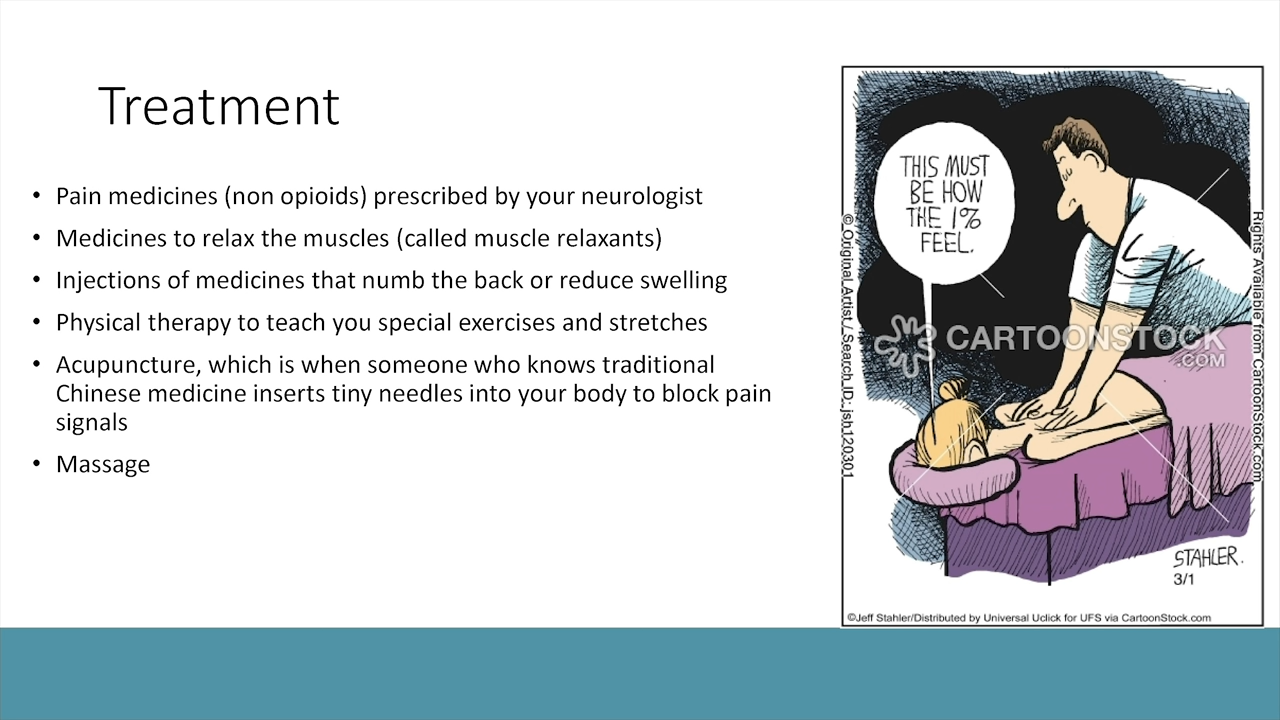 Treatment
• Pain medicines (non opioids) prescribed by your neurologist
• Medicines to relax the muscles (called muscle relaxants)
• Injections of medicines that numb the back or reduce swelling
• Physical therapy to teach you special exercises and stretches
• Acupuncture, which is when someone who knows traditional
Chinese medicine inserts tiny needles into your body to block pain
signals
• Massage
THIS MUST
BE HOW
THE 1%
FEEL.
© Original Artist / Search ID: jsh120301
Rights Available from CartoonStock.com
CARTOONSTOCK
.COM
STAHLER.
3/1
©Jeff Stahler/Distributed by Universal Uclick for UFS via CartoonStock.com